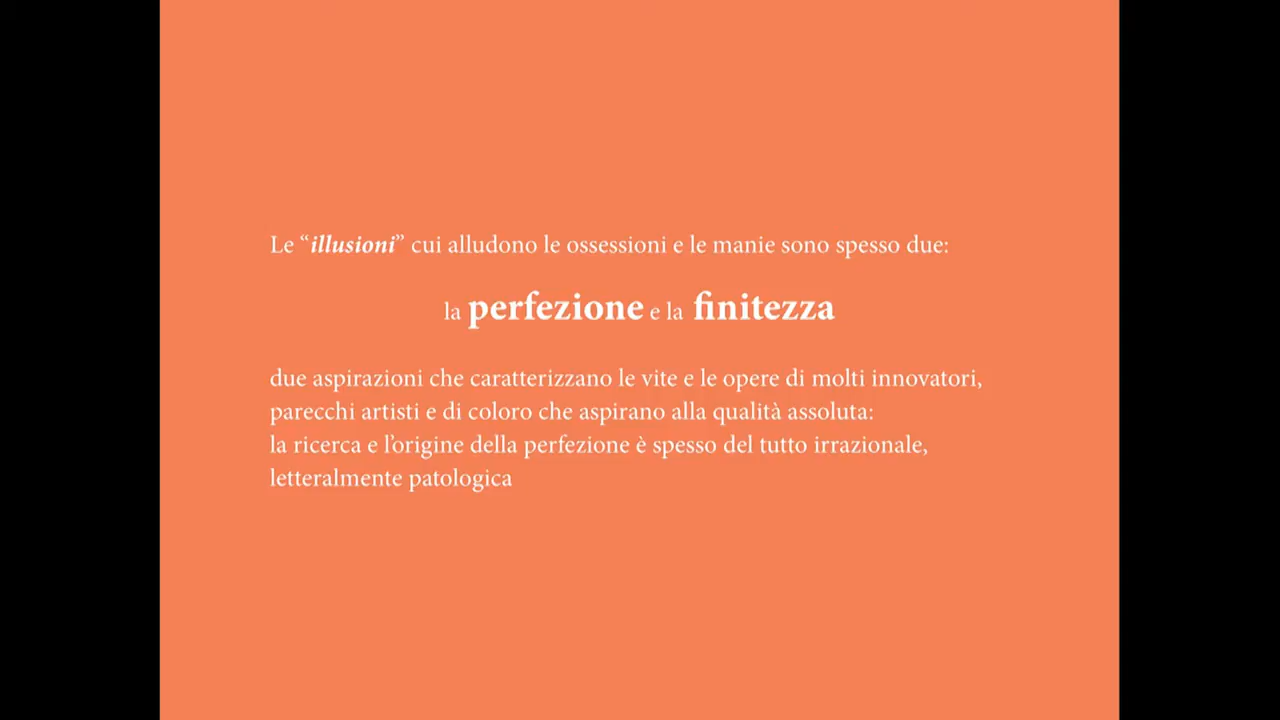 Le “illusioni” cui alludono le ossessioni e le manie sono spesso due:
la perfezione e la finitezza
due aspirazioni che caratterizzano le vite e le opere di molti innovatori,
parecchi artisti e di coloro che aspirano alla qualità assoluta:
la ricerca e l’origine della perfezione è spesso del tutto irrazionale,
letteralmente patologica